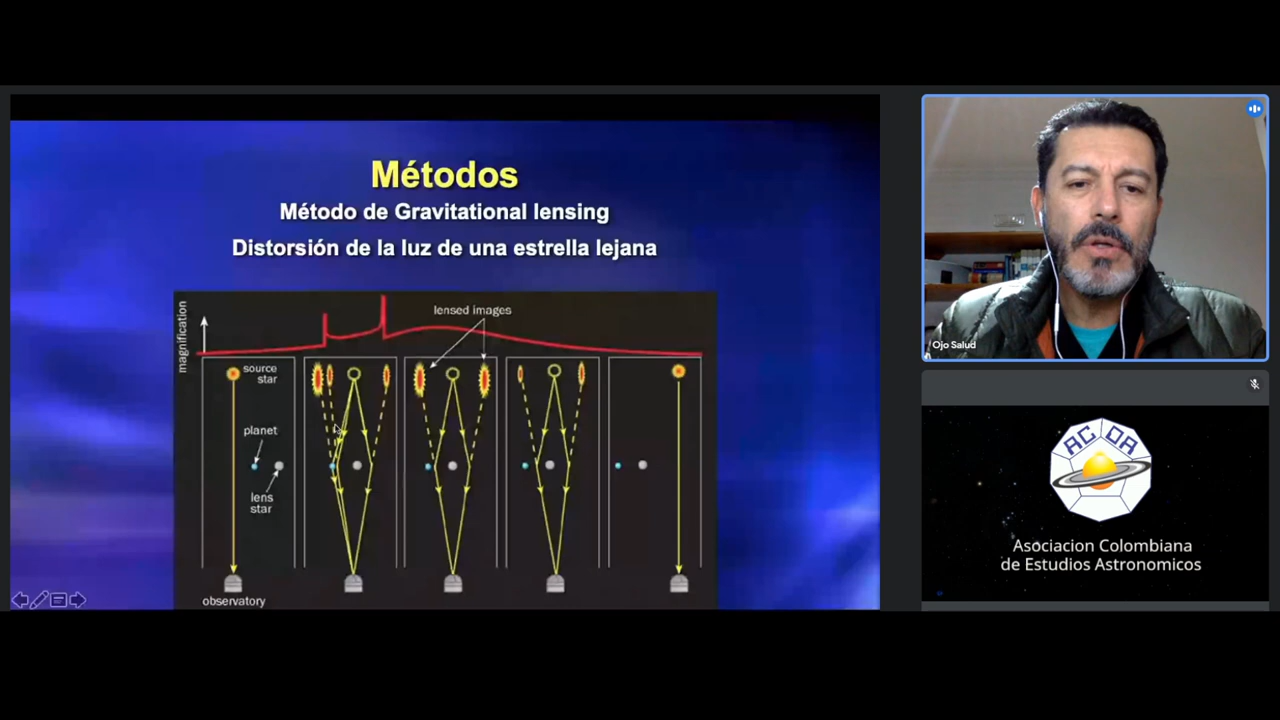 Métodos
Método de Gravitational lensing
Distorsión de la luz de una estrella lejana
magnification
lensed images
source
star
planet
lens
star
observatory
Ojo Salud
ACDA
Asociacion Colombiana
de Estudios Astronomicos